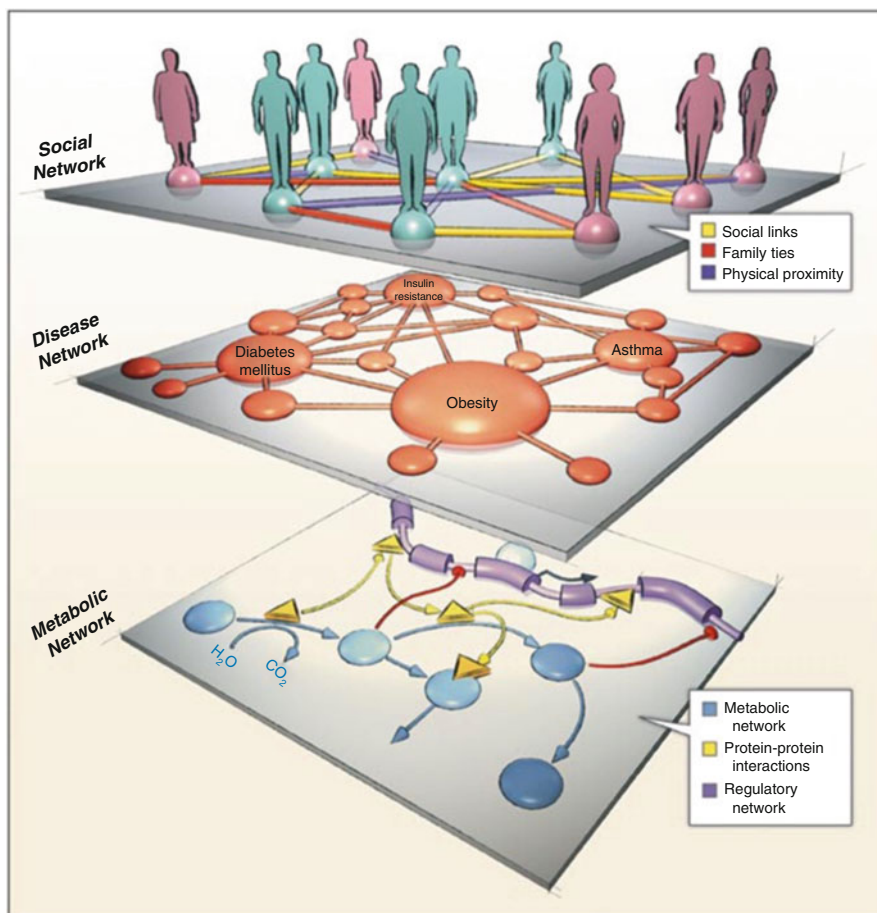 Social
Network
Social links
Family ties
Physical proximity
Disease
Network
Insulin
resistance
Diabetes
mellitus
Asthma
Obesity
Metabolic
Network
H₂O
CO₂
Metabolic
network
Protein-protein
interactions
Regulatory
network